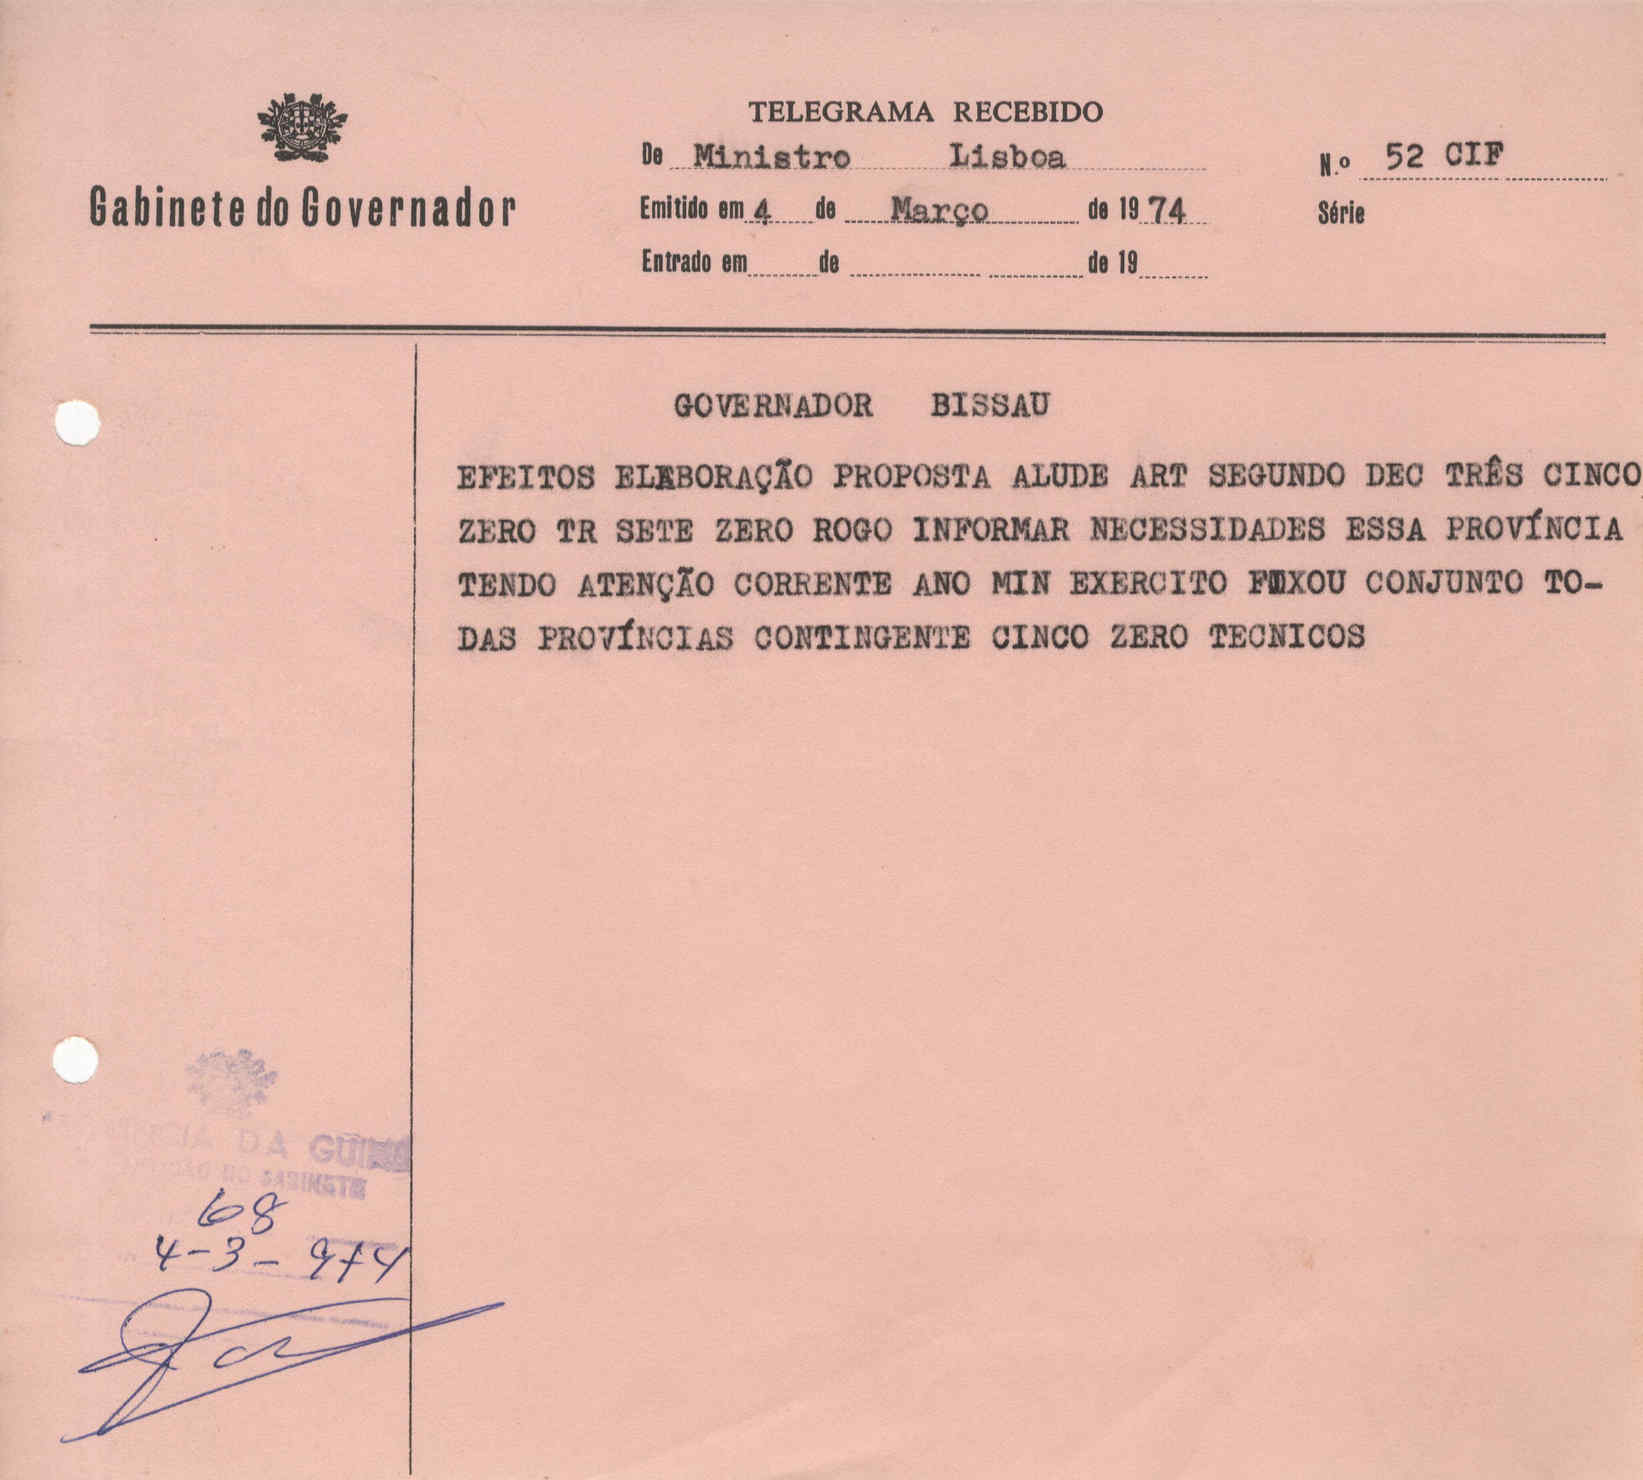 TELEGRAMA RECEBIDO
De Ministro Lisboa
N.º 52 CIF
Gabinete do Governador
Emitido em 4 de Março de 1974
Série
Entrado em de de 19
GOVERNADOR BISSAU
EFEITOS ELABORAÇÃO PROPOSTA ALUDE ART SEGUNDO DEC TRÊS CINCO
ZERO TR SETE ZERO ROGO INFORMAR NECESSIDADES ESSA PROVÍNCIA
TENDO ATENÇÃO CORRENTE ANO MIN EXERCITO FIXOU CONJUNTO TO-
DAS PROVÍNCIAS CONTINGENTE CINCO ZERO TECNICOS
DA GUINÉ
DO GABINETE
68
4-3-974